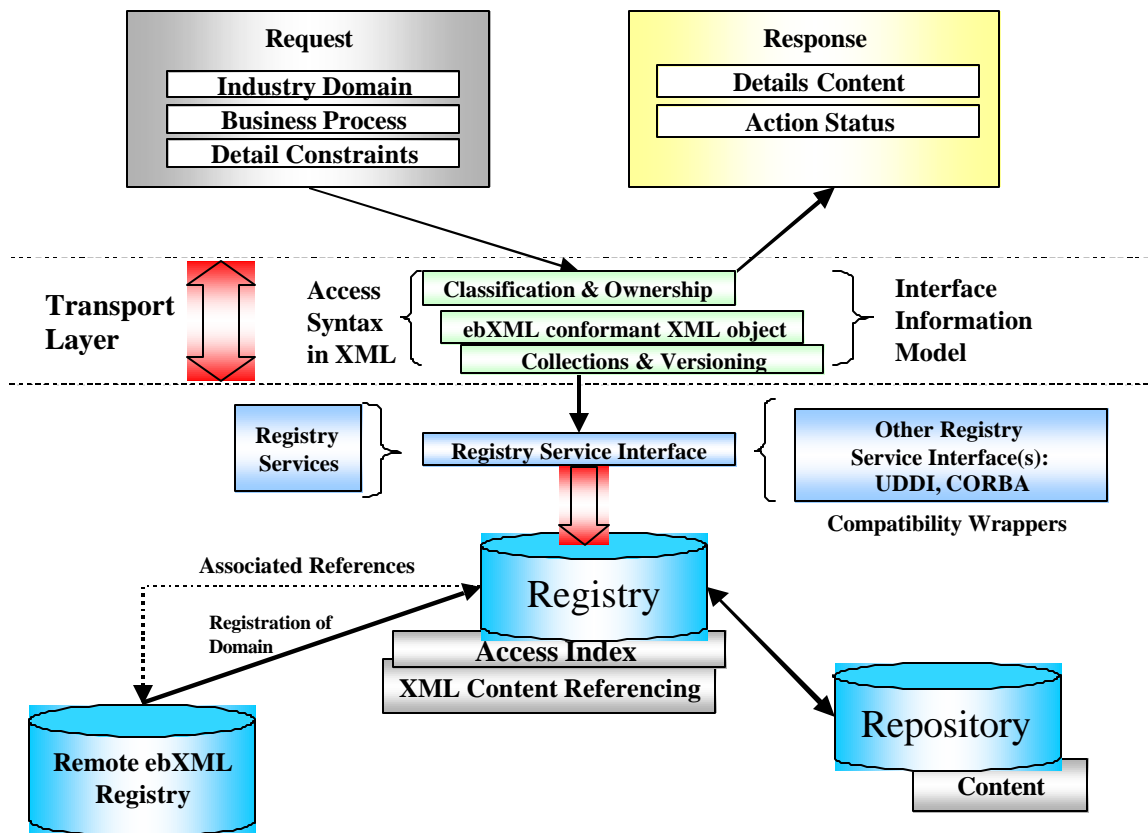 Request
Industry Domain
Business Process
Detail Constraints
Response
Details Content
Action Status
Transport
Layer
Access
Syntax
in XML
Classification & Ownership
ebXML conformant XML object
Collections & Versioning
Interface
Information
Model
Registry
Services
Registry Service Interface
Other Registry
Service Interface(s):
UDDI, CORBA
Compatibility Wrappers
Associated References
Registration of
Domain
Registry
Access Index
XML Content Referencing
Remote ebXML
Registry
Repository
Content